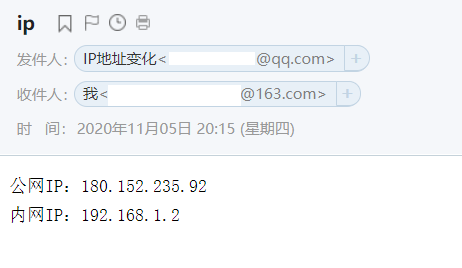 ip
发件人：IP地址变化< @qq.com>
收件人：我< @163.com>
时 间：2020年11月05日 20:15 (星期四)
公网IP：180.152.235.92
内网IP：192.168.1.2